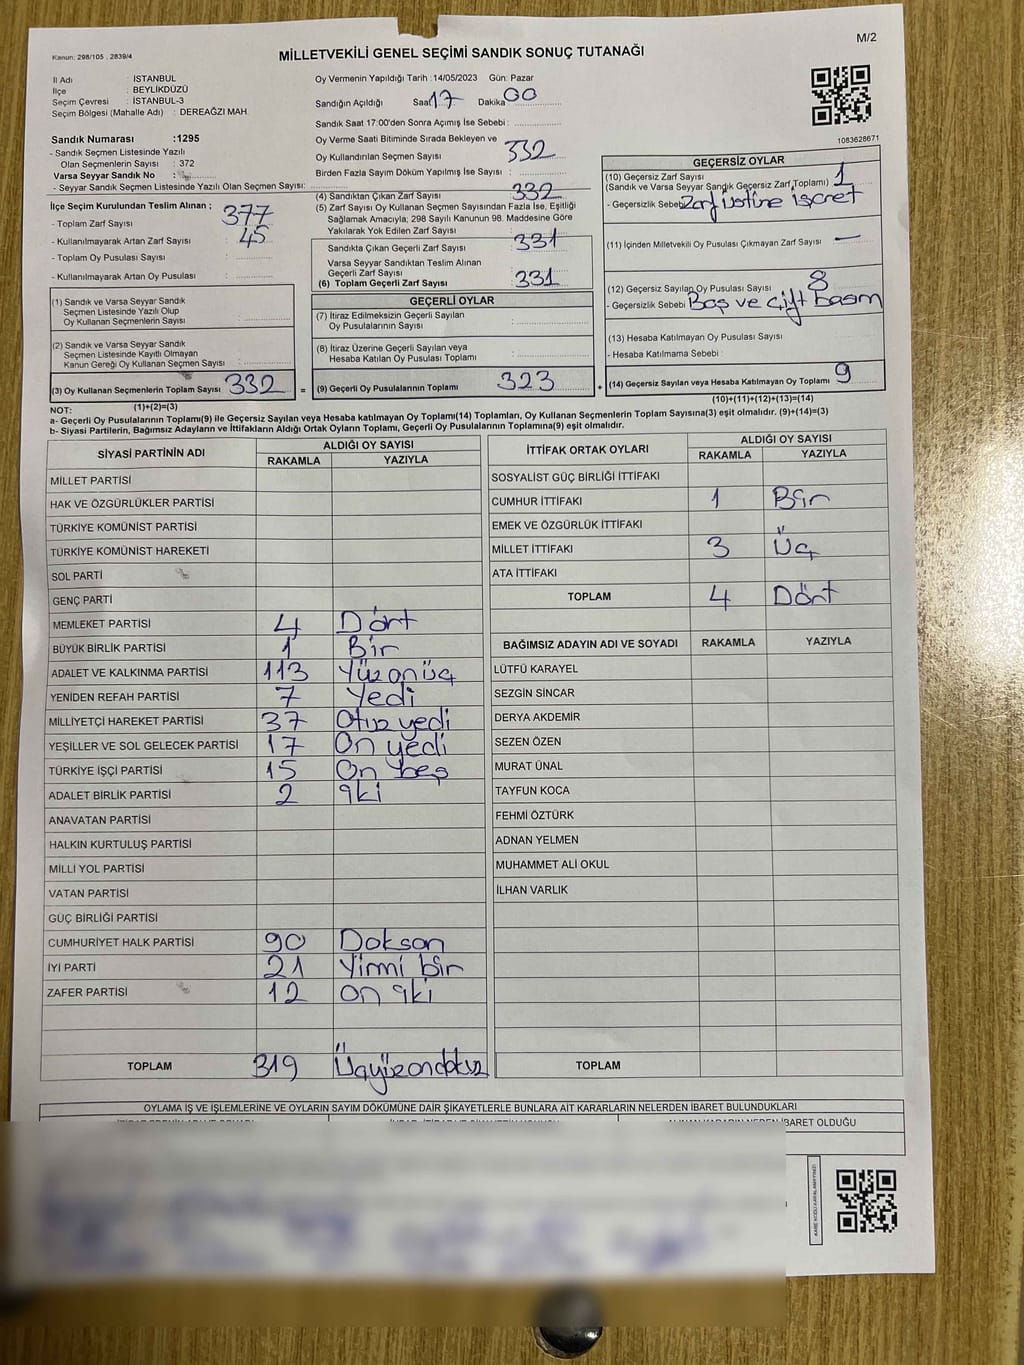 M/2
Kanun: 298/105 , 2839/4
MİLLETVEKİLİ GENEL SEÇİMİ SANDIK SONUÇ TUTANAĞI
İl Adı : İSTANBUL
İlçe : BEYLİKDÜZÜ
Seçim Çevresi : İSTANBUL-3
Seçim Bölgesi (Mahalle Adı) : DEREAĞZI MAH.
Sandık Numarası :1295
- Sandık Seçmen Listesinde Yazılı
Olan Seçmenlerin Sayısı : 372
Varsa Seyyar Sandık No :
- Seyyar Sandık Seçmen Listesinde Yazılı Olan Seçmen Sayısı:
İlçe Seçim Kurulundan Teslim Alınan ;
- Toplam Zarf Sayısı : 377
- Kullanılmayarak Artan Zarf Sayısı : 45
- Toplam Oy Pusulası Sayısı :
- Kullanılmayarak Artan Oy Pusulası :
(1) Sandık ve Varsa Seyyar Sandık
Seçmen Listesinde Yazılı Olup
Oy Kullanan Seçmenlerin Sayısı :
(2) Sandık ve Varsa Seyyar Sandık
Seçmen Listesinde Kayıtlı Olmayan
Kanun Gereği Oy Kullanan Seçmen Sayısı :
(3) Oy Kullanan Seçmenlerin Toplam Sayısı : 332
(1)+(2)=(3)
Oy Vermenin Yapıldığı Tarih :14/05/2023 Gün: Pazar
Sandığın Açıldığı Saat 17 Dakika 00
Sandık Saat 17:00'den Sonra Açımış İse Sebebi :
Oy Verme Saati Bitiminde Sırada Bekleyen ve
Oy Kullandırılan Seçmen Sayısı : 332
Birden Fazla Sayım Döküm Yapılmış İse Sayısı :
(4) Sandıktan Çıkan Zarf Sayısı : 332
(5) Zarf Sayısı Oy Kullanan Seçmen Sayısından Fazla İse, Eşitliği
Sağlamak Amacıyla; 298 Sayılı Kanunun 98. Maddesine Göre
Yakılarak Yok Edilen Zarf Sayısı :
Sandıkta Çıkan Geçerli Zarf Sayısı : 331
Varsa Seyyar Sandıktan Teslim Alınan
Geçerli Zarf Sayısı :
(6) Toplam Geçerli Zarf Sayısı : 331
GEÇERLİ OYLAR
(7) İtiraz Edilmeksizin Geçerli Sayılan
Oy Pusulalarının Sayısı :
(8) İtiraz Üzerine Geçerli Sayılan veya
Hesaba Katılan Oy Pusulası Toplamı :
= (9) Geçerli Oy Pusulalarının Toplamı : 323 +
1083628671
GEÇERSİZ OYLAR
(10) Geçersiz Zarf Sayısı
(Sandık ve Varsa Seyyar Sandık Geçersiz Zarf Toplamı) : 1
- Geçersizlik Sebebi Zarf üstüne işaret
(11) İçinden Milletvekili Oy Pusulası Çıkmayan Zarf Sayısı : —
(12) Geçersiz Sayılan Oy Pusulası Sayısı : 8
- Geçersizlik Sebebi : Boş ve çift basım
(13) Hesaba Katılmayan Oy Pusulası Sayısı :
- Hesaba Katılmama Sebebi :
(14) Geçersiz Sayılan veya Hesaba Katılmayan Oy Toplamı : 9
(10)+(11)+(12)+(13)=(14)
NOT:
a- Geçerli Oy Pusulalarının Toplamı(9) ile Geçersiz Sayılan veya Hesaba katılmayan Oy Toplamı(14) Toplamları, Oy Kullanan Seçmenlerin Toplam Sayısına(3) eşit olmalıdır. (9)+(14)=(3)
b- Siyasi Partilerin, Bağımsız Adayların ve İttifakların Aldığı Ortak Oyların Toplamı, Geçerli Oy Pusulalarının Toplamına(9) eşit olmalıdır.
SİYASİ PARTİNİN ADI ALDIĞI OY SAYISI
RAKAMLA YAZIYLA
MİLLET PARTİSİ
HAK VE ÖZGÜRLÜKLER PARTİSİ
TÜRKİYE KOMÜNİST PARTİSİ
TÜRKİYE KOMÜNİST HAREKETİ
SOL PARTİ
GENÇ PARTİ
MEMLEKET PARTİSİ 4 Dört
BÜYÜK BİRLİK PARTİSİ 1 Bir
ADALET VE KALKINMA PARTİSİ 113 Yüzonüç
YENİDEN REFAH PARTİSİ 7 Yedi
MİLLİYETÇİ HAREKET PARTİSİ 37 Otuz yedi
YEŞİLLER VE SOL GELECEK PARTİSİ 17 On yedi
TÜRKİYE İŞÇİ PARTİSİ 15 On beş
ADALET BİRLİK PARTİSİ 2 iki
ANAVATAN PARTİSİ
HALKIN KURTULUŞ PARTİSİ
MİLLİ YOL PARTİSİ
VATAN PARTİSİ
GÜÇ BİRLİĞİ PARTİSİ
CUMHURİYET HALK PARTİSİ 90 Doksan
İYİ PARTİ 21 Yirmi bir
ZAFER PARTİSİ 12 on iki
TOPLAM 319 Üçyüzondokuz
İTTİFAK ORTAK OYLARI ALDIĞI OY SAYISI
RAKAMLA YAZIYLA
SOSYALİST GÜÇ BİRLİĞİ İTTİFAKI
CUMHUR İTTİFAKI 1 Bir
EMEK VE ÖZGÜRLÜK İTTİFAKI
MİLLET İTTİFAKI 3 Üç
ATA İTTİFAKI
TOPLAM 4 Dört
BAĞIMSIZ ADAYIN ADI VE SOYADI RAKAMLA YAZIYLA
LÜTFÜ KARAYEL
SEZGİN SİNCAR
DERYA AKDEMİR
SEZEN ÖZEN
MURAT ÜNAL
TAYFUN KOCA
FEHMİ ÖZTÜRK
ADNAN YELMEN
MUHAMMET ALİ OKUL
İLHAN VARLIK
TOPLAM
OYLAMA İŞ VE İŞLEMLERİNE VE OYLARIN SAYIM DÖKÜMÜNE DAİR ŞİKAYETLERLE BUNLARA AİT KARARLARIN NELERDEN İBARET BULUNDUKLARI
İBARET OLDUĞU